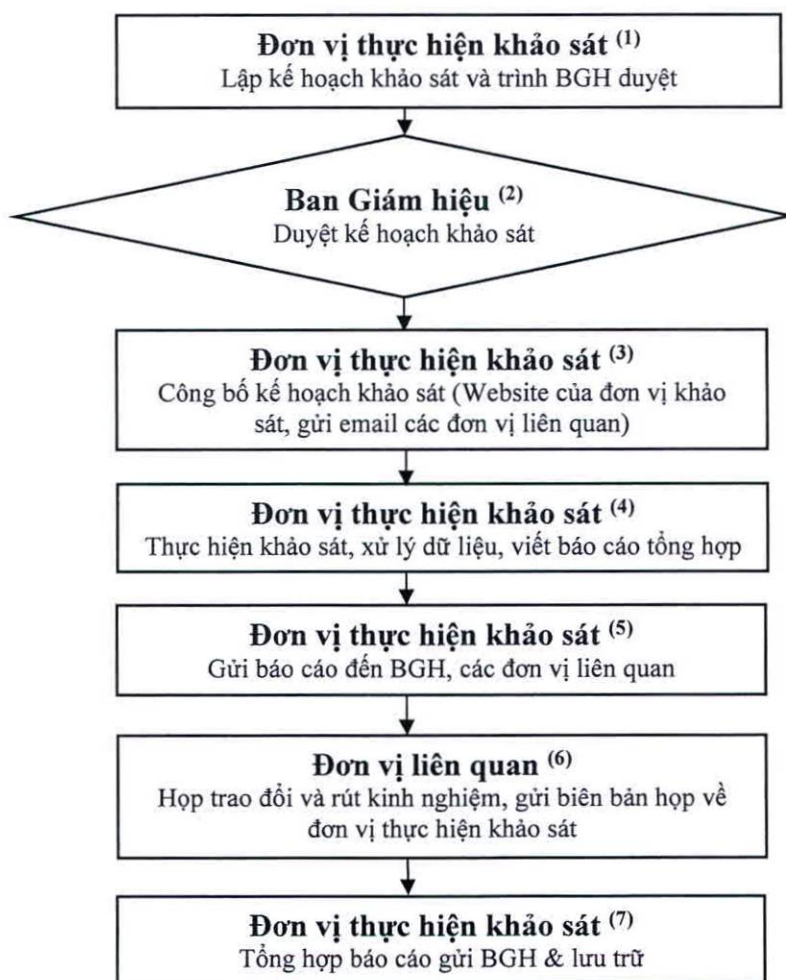 Đơn vị thực hiện khảo sát (1)
Lập kế hoạch khảo sát và trình BGH duyệt
Ban Giám hiệu (2)
Duyệt kế hoạch khảo sát
Đơn vị thực hiện khảo sát (3)
Công bố kế hoạch khảo sát (Website của đơn vị khảo
sát, gửi email các đơn vị liên quan)
Đơn vị thực hiện khảo sát (4)
Thực hiện khảo sát, xử lý dữ liệu, viết báo cáo tổng hợp
Đơn vị thực hiện khảo sát (5)
Gửi báo cáo đến BGH, các đơn vị liên quan
Đơn vị liên quan (6)
Họp trao đổi và rút kinh nghiệm, gửi biên bản họp về
đơn vị thực hiện khảo sát
Đơn vị thực hiện khảo sát (7)
Tổng hợp báo cáo gửi BGH & lưu trữ